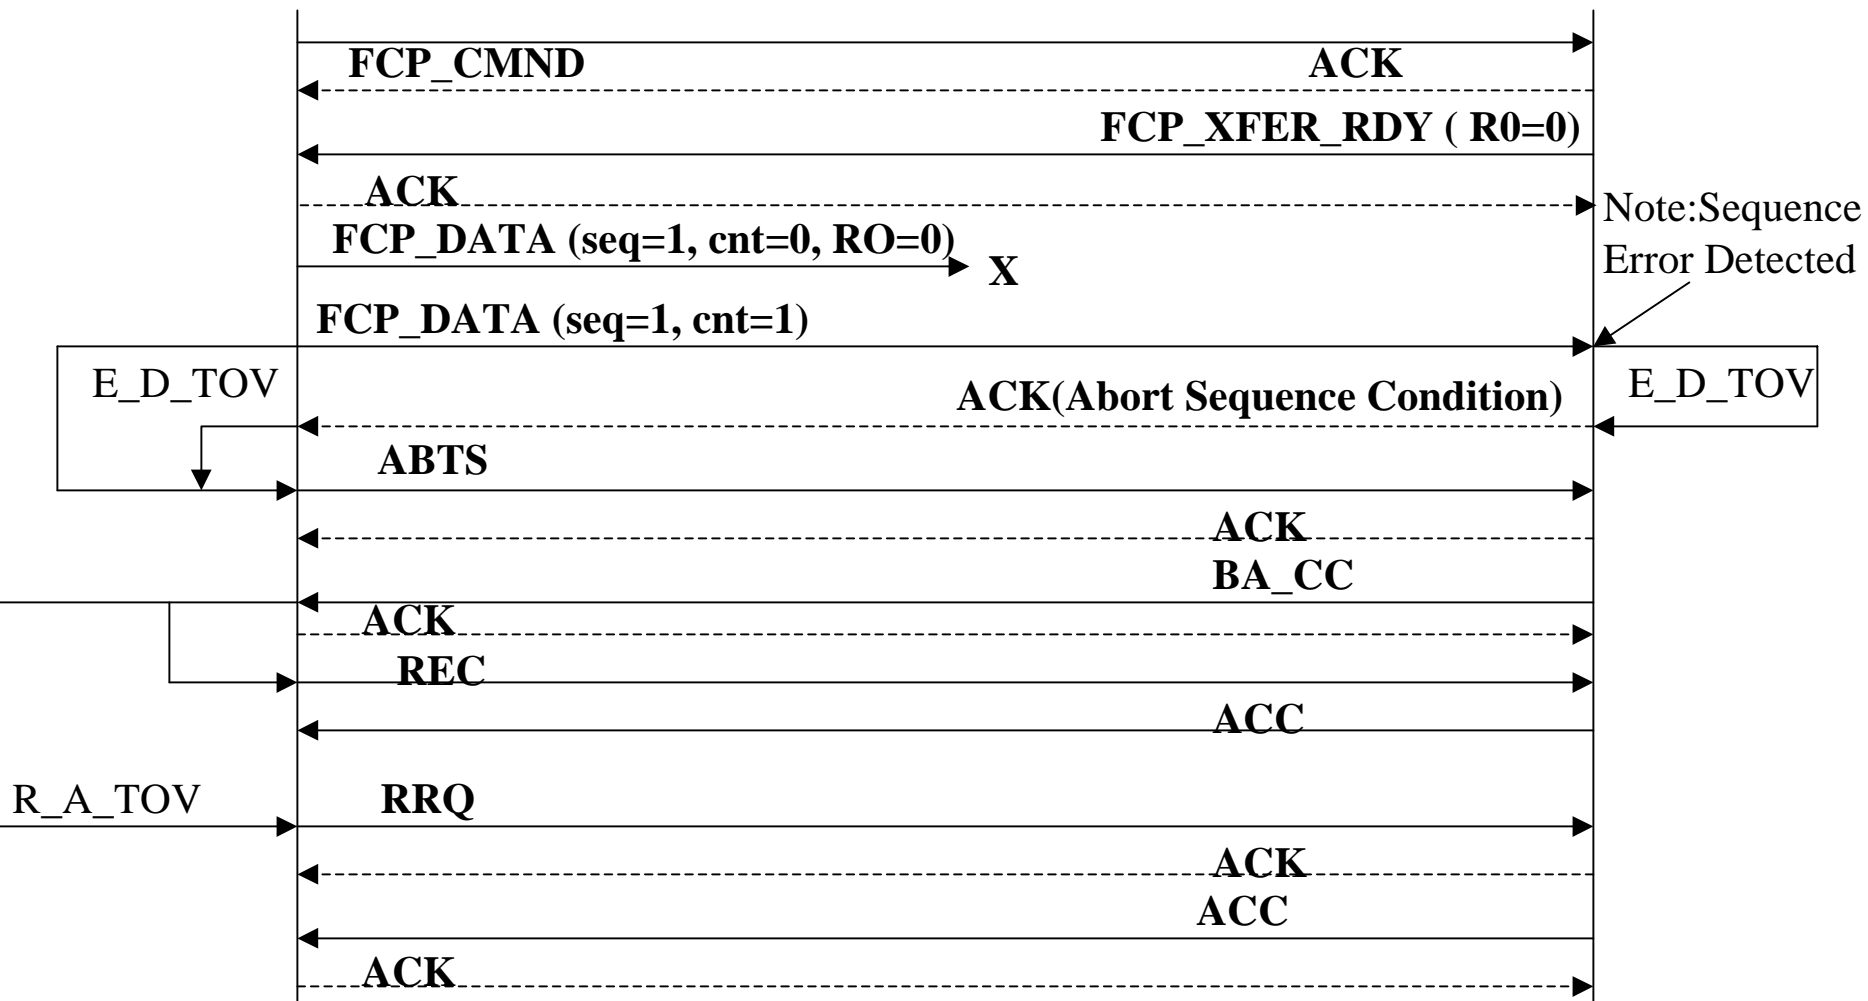 FCP_CMND
ACK
FCP_XFER_RDY ( R0=0)
ACK
Note:Sequence
Error Detected
FCP_DATA (seq=1, cnt=0, RO=0)
X
FCP_DATA (seq=1, cnt=1)
E_D_TOV
ACK(Abort Sequence Condition)
E_D_TOV
ABTS
ACK
BA_CC
ACK
REC
ACC
R_A_TOV
RRQ
ACK
ACC
ACK